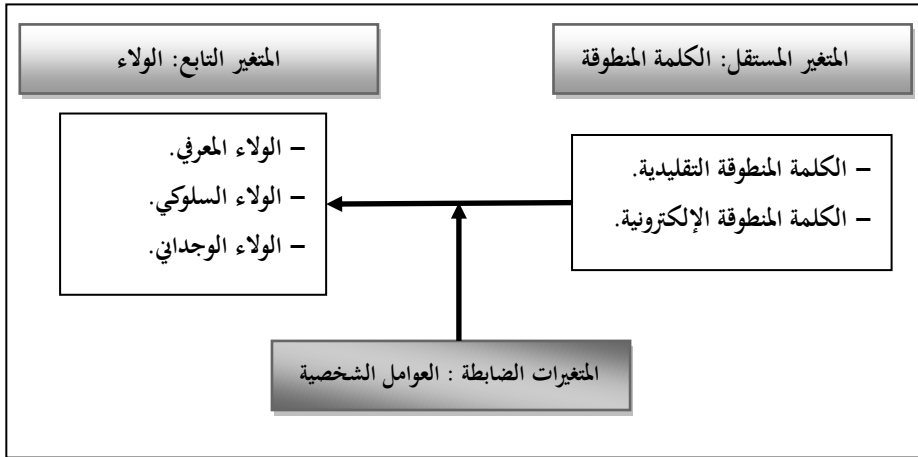 المتغير المستقل: الكلمة المنطوقة
المتغير التابع: الولاء
– الكلمة المنطوقة التقليدية.
– الكلمة المنطوقة الإلكترونية.
– الولاء المعرفي.
– الولاء السلوكي.
– الولاء الوجداني.
المتغيرات الضابطة : العوامل الشخصية